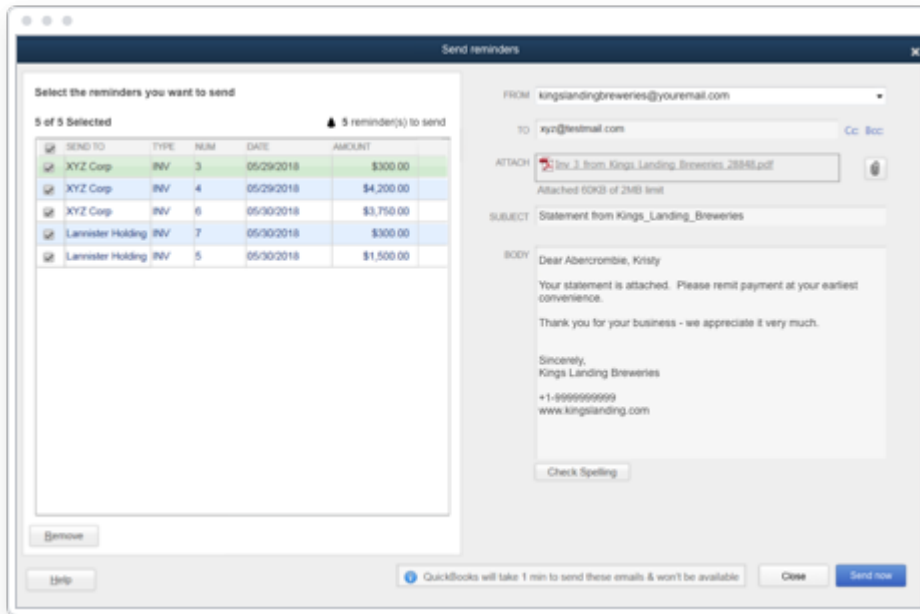 Send reminders
Select the reminders you want to send
5 of 5 Selected
5 reminder(s) to send
SEND TO TYPE NUM DATE AMOUNT
XYZ Corp INV 3 05/29/2018 $300.00
XYZ Corp INV 4 05/29/2018 $4,200.00
XYZ Corp INV 6 05/30/2018 $3,750.00
Lannister Holding INV 7 05/30/2018 $300.00
Lannister Holding INV 5 05/30/2018 $1,500.00
Remove
Help
FROM kingslandingbreweries@youremail.com
TO xyz@testmail.com Cc Bcc
ATTACH Inv_3_from_Kings_Landing_Breweries_28848.pdf
Attached 60KB of 2MB limit
SUBJECT Statement from Kings_Landing_Breweries
BODY
Dear Abercrombie, Kristy
Your statement is attached. Please remit payment at your earliest
convenience.
Thank you for your business - we appreciate it very much.
Sincerely,
Kings Landing Breweries
+1-9999999999
www.kingslanding.com
Check Spelling
QuickBooks will take 1 min to send these emails & won't be available
Close
Send now